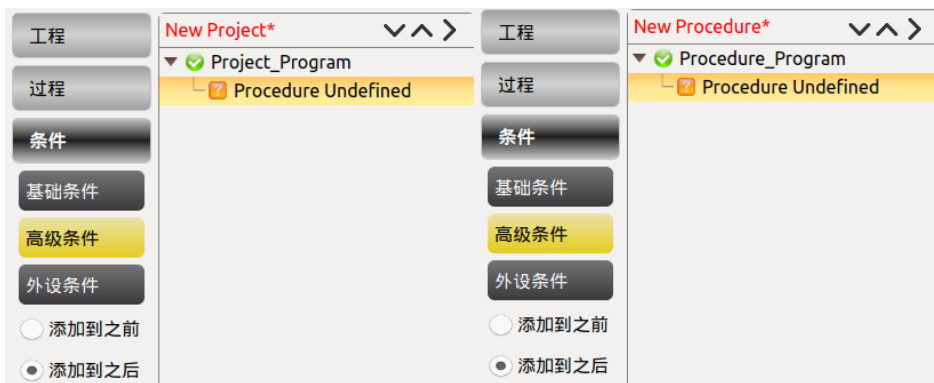 工程
过程
条件
基础条件
高级条件
外设条件
添加到之前
添加到之后
New Project*
Project_Program
Procedure Undefined
工程
过程
条件
基础条件
高级条件
外设条件
添加到之前
添加到之后
New Procedure*
Procedure_Program
Procedure Undefined